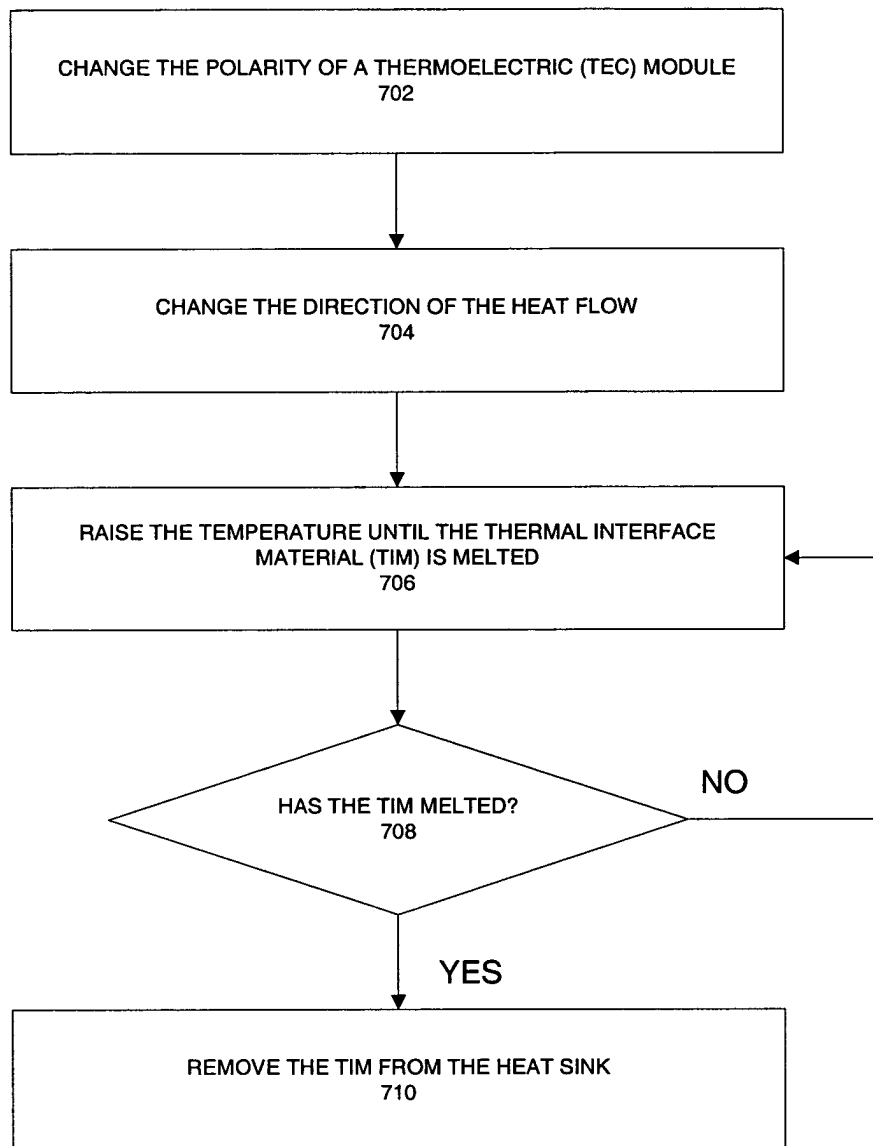 CHANGE THE POLARITY OF A THERMOELECTRIC (TEC) MODULE
702
CHANGE THE DIRECTION OF THE HEAT FLOW
704
RAISE THE TEMPERATURE UNTIL THE THERMAL INTERFACE
MATERIAL (TIM) IS MELTED
706
HAS THE TIM MELTED?
708
NO
YES
REMOVE THE TIM FROM THE HEAT SINK
710